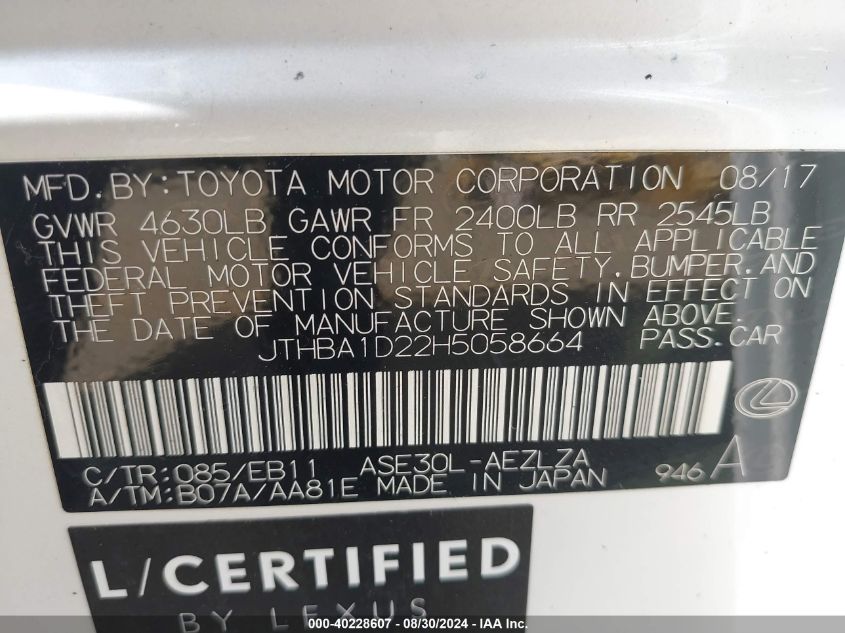 MFD.BY:TOYOTA MOTOR CORPORATION 08/17
GVWR 4630LB GAWR FR 2400LB RR 2545LB
THIS VEHICLE CONFORMS TO ALL APPLICABLE
FEDERAL MOTOR VEHICLE SAFETY,BUMPER,AND
THEFT PREVENTION STANDARDS IN EFFECT ON
THE DATE OF MANUFACTURE SHOWN ABOVE.
JTHBA1D22H5058664 PASS.CAR
C/TR:085/EB11 ASE30L-AEZLZA
A/TM:B07A/AA81E MADE IN JAPAN 946 A
L/CERTIFIED
BY LEXUS
000-40228607 - 08/30/2024 - IAA Inc.